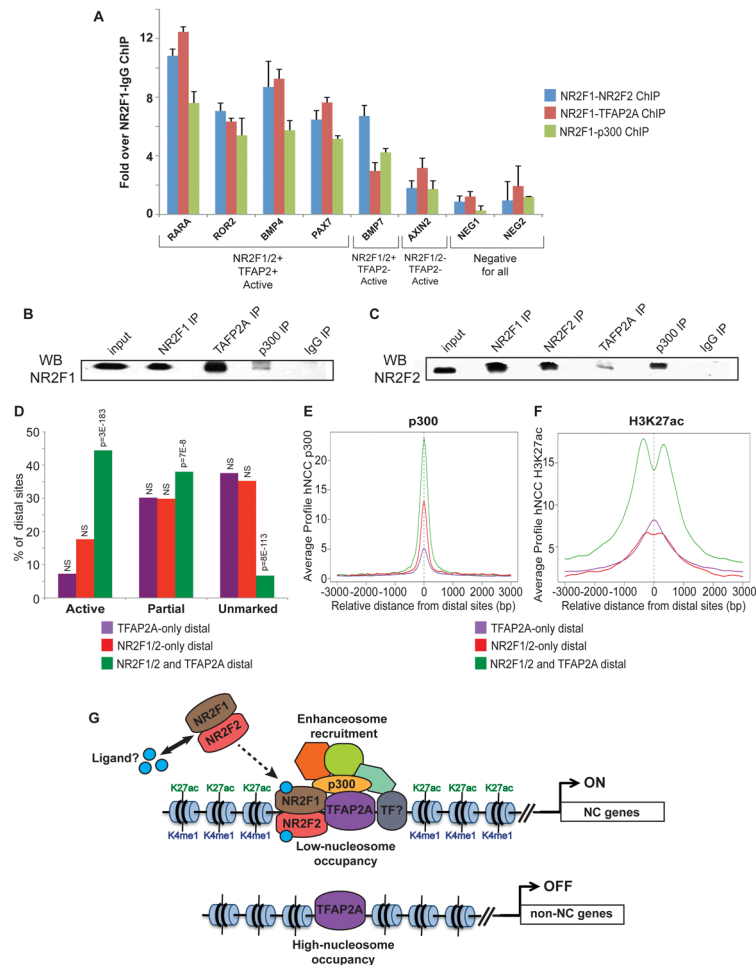 A
Fold over NR2F1-IgG ChIP
12
8
4
0
NR2F1-NR2F2 ChIP
NR2F1-TFAP2A ChIP
NR2F1-p300 ChIP
RARA
ROR2
BMP4
PAX7
BMP7
AXIN2
NEG1
NEG2
NR2F1/2+
TFAP2+
Active
NR2F1/2+
TFAP2-
Active
NR2F1/2-
TFAP2-
Active
Negative
for all
B
input
NR2F1 IP
TAFP2A IP
p300 IP
IgG IP
WB
NR2F1
C
input
NR2F1 IP
NR2F2 IP
TAFP2A IP
p300 IP
IgG IP
WB
NR2F2
D
% of distal sites
50
40
30
20
10
0
NS
NS
p=3E-183
NS
NS
p=7E-8
NS
NS
p=8E-113
Active
Partial
Unmarked
TFAP2A-only distal
NR2F1/2-only distal
NR2F1/2 and TFAP2A distal
E
p300
Average Profile hNCC p300
20
15
10
5
0
-3000
-2000
-1000
0
1000
2000
3000
Relative distance from distal sites (bp)
F
H3K27ac
Average Profile hNCC H3K27ac
15
10
5
-3000
-2000
-1000
0
1000
2000
3000
Relative distance from distal sites (bp)
TFAP2A-only distal
NR2F1/2-only distal
NR2F1/2 and TFAP2A distal
G
NR2F1
NR2F2
Ligand?
Enhanceosome
recruitment
p300
NR2F1
NR2F2
TFAP2A
TF?
K27ac K27ac K27ac
K4me1 K4me1 K4me1
K27ac K27ac K27ac
K4me1 K4me1 K4me1
Low-nucleosome
occupancy
ON
NC genes
TFAP2A
High-nucleosome
occupancy
OFF
non-NC genes